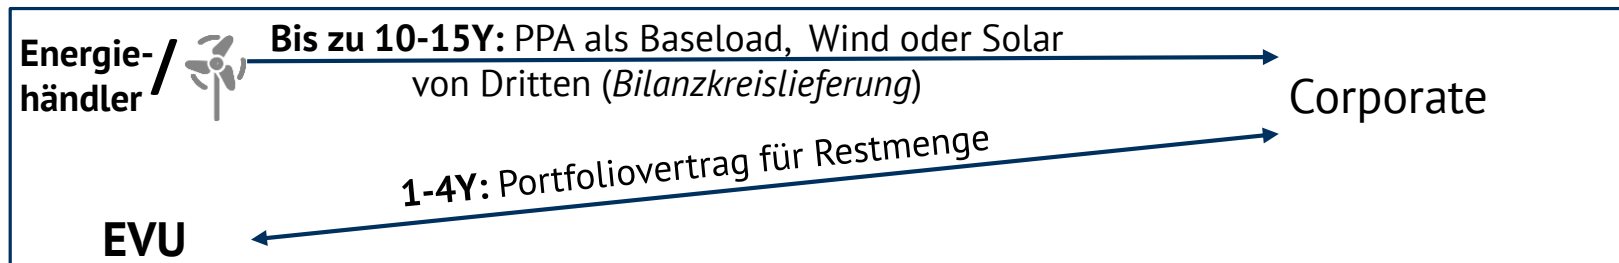 Energie-
händler /
Bis zu 10-15Y: PPA als Baseload, Wind oder Solar
von Dritten (Bilanzkreislieferung)
Corporate
1-4Y: Portfoliovertrag für Restmenge
EVU